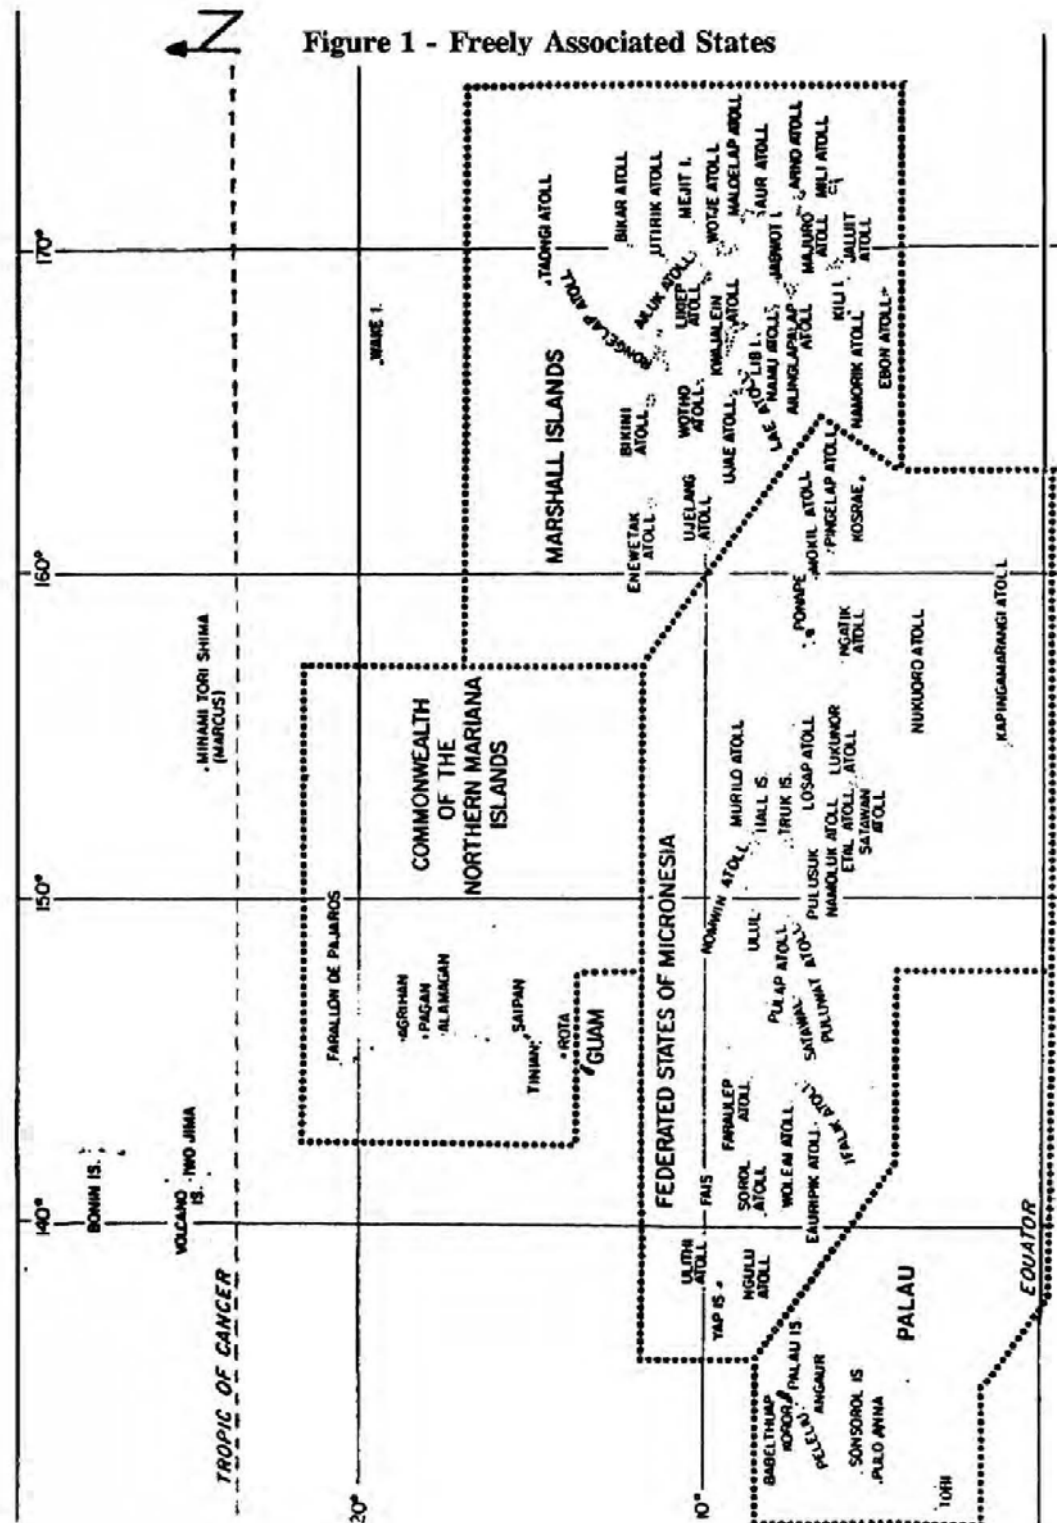 Figure 1 - Freely Associated States
N
TROPIC OF CANCER
20°
10°
EQUATOR
140°
150°
160°
170°
BONIN IS.
VOLCANO
IS.
IWO JIMA
MINAMI TORI SHIMA
(MARCUS)
WAKE I.
COMMONWEALTH
OF THE
NORTHERN MARIANA
ISLANDS
FARALLON DE PAJAROS
AGRIHAN
PAGAN
ALAMAGAN
SAIPAN
TINIAN
ROTA
GUAM
MARSHALL ISLANDS
TAONGI ATOLL
BIKAR ATOLL
UTIRIK ATOLL
MEJIT I.
RONGELAP ATOLL
AILUK ATOLL
WOTJE ATOLL
MALOELAP ATOLL
AUR ATOLL
ARNO ATOLL
MILI ATOLL
LIKIEP
ATOLL
KWAJALEIN
ATOLL
JABWOT I.
MAJURO
ATOLL
JALUIT
ATOLL
BIKINI
ATOLL
WOTHO
ATOLL
UJAE ATOLL
LAE ATO
LIB I.
NAMU ATOLL
AILINGLAPALAP
ATOLL
KILI I.
NAMORIK ATOLL
EBON ATOLL
ENEWETAK
ATOLL
UJELANG
ATOLL
FEDERATED STATES OF MICRONESIA
PONAPE
MOKIL ATOLL
PINGELAP ATOLL
KOSRAE
NGATIK
ATOLL
NUKUORO ATOLL
KAPINGAMARANGI ATOLL
MURILO ATOLL
NOMWIN ATOLL
HALL IS.
TRUK IS.
LOSAP ATOLL
LUKUNOR
ATOLL
ULUL
PULUSUK
NAMOLUK ATOLL
ETAL ATOLL
SATAWAN
ATOLL
PULAP ATOLL
SATAWAL
PULUWAT ATOLL
FAIS
FARAULEP
ATOLL
SOROL
ATOLL
WOLEAI ATOLL
EAURIPIK ATOLL
IFALIK ATOLL
ULITHI
ATOLL
YAP IS
NGULU
ATOLL
PALAU
BABELTHUAP
KOROR
PALAU IS.
PELELIU
ANGAUR
SONSOROL IS
PULO ANNA
TOBI